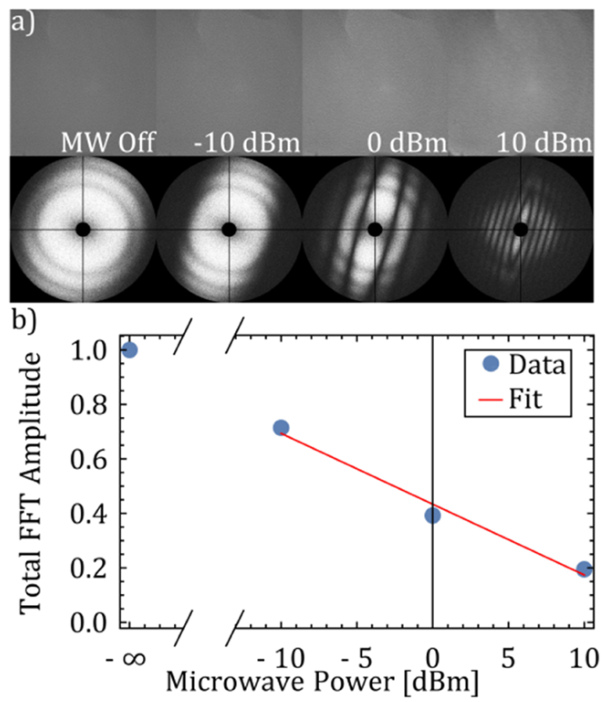 a)
MW Off
-10 dBm
0 dBm
10 dBm
b)
Total FFT Amplitude
1.0
0.8
0.6
0.4
0.2
0.0
Data
Fit
- ∞
- 10
- 5
0
5
10
Microwave Power [dBm]